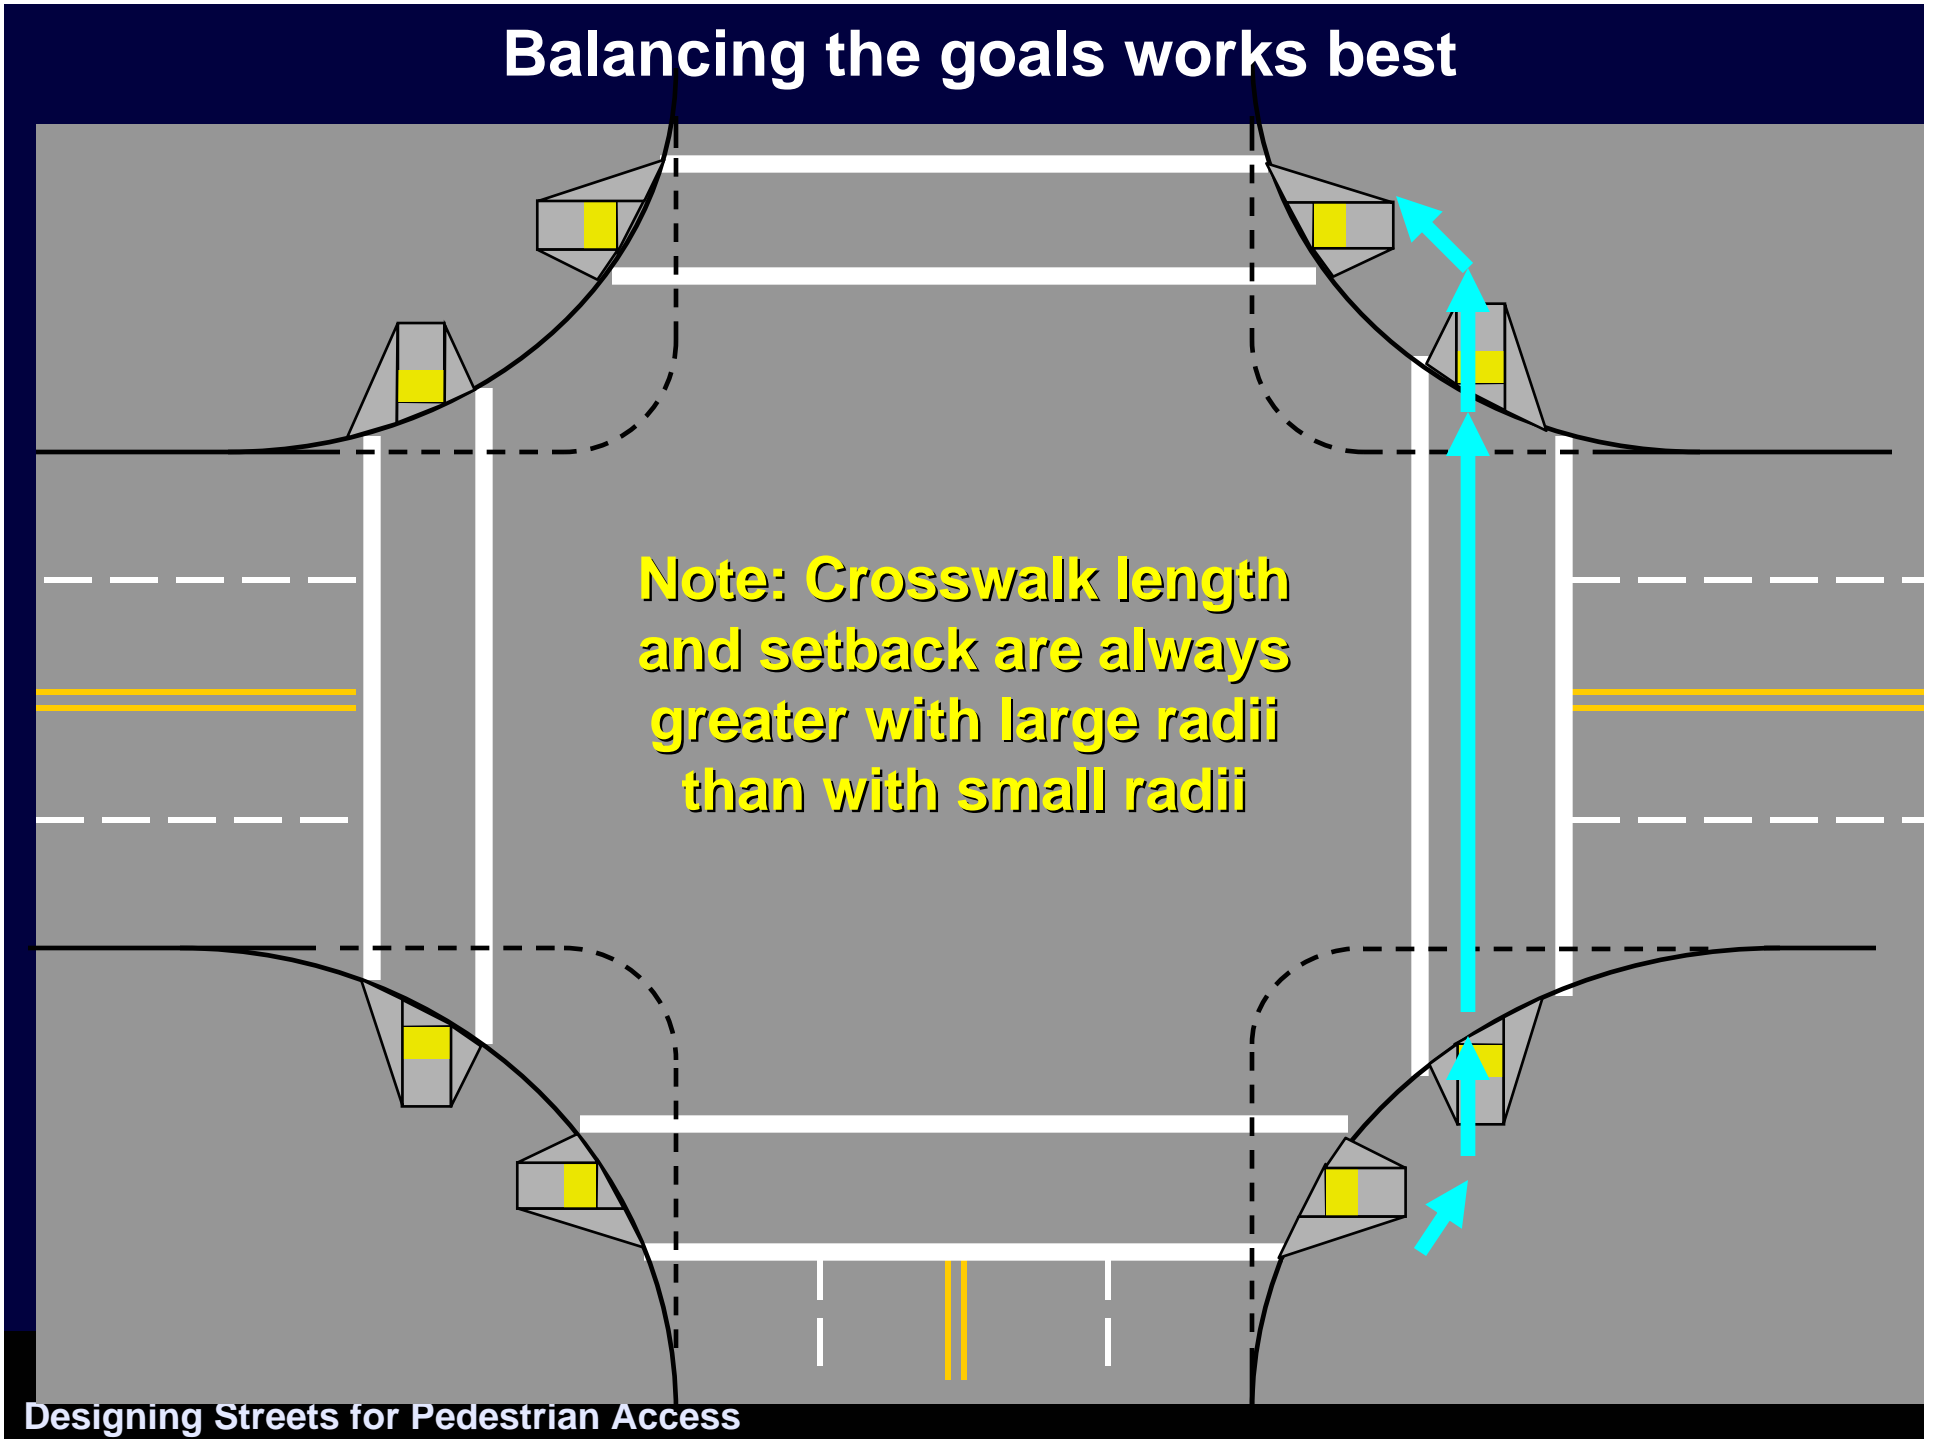 Balancing the goals works best
Note: Crosswalk length
and setback are always
greater with large radii
than with small radii
Designing Streets for Pedestrian Access